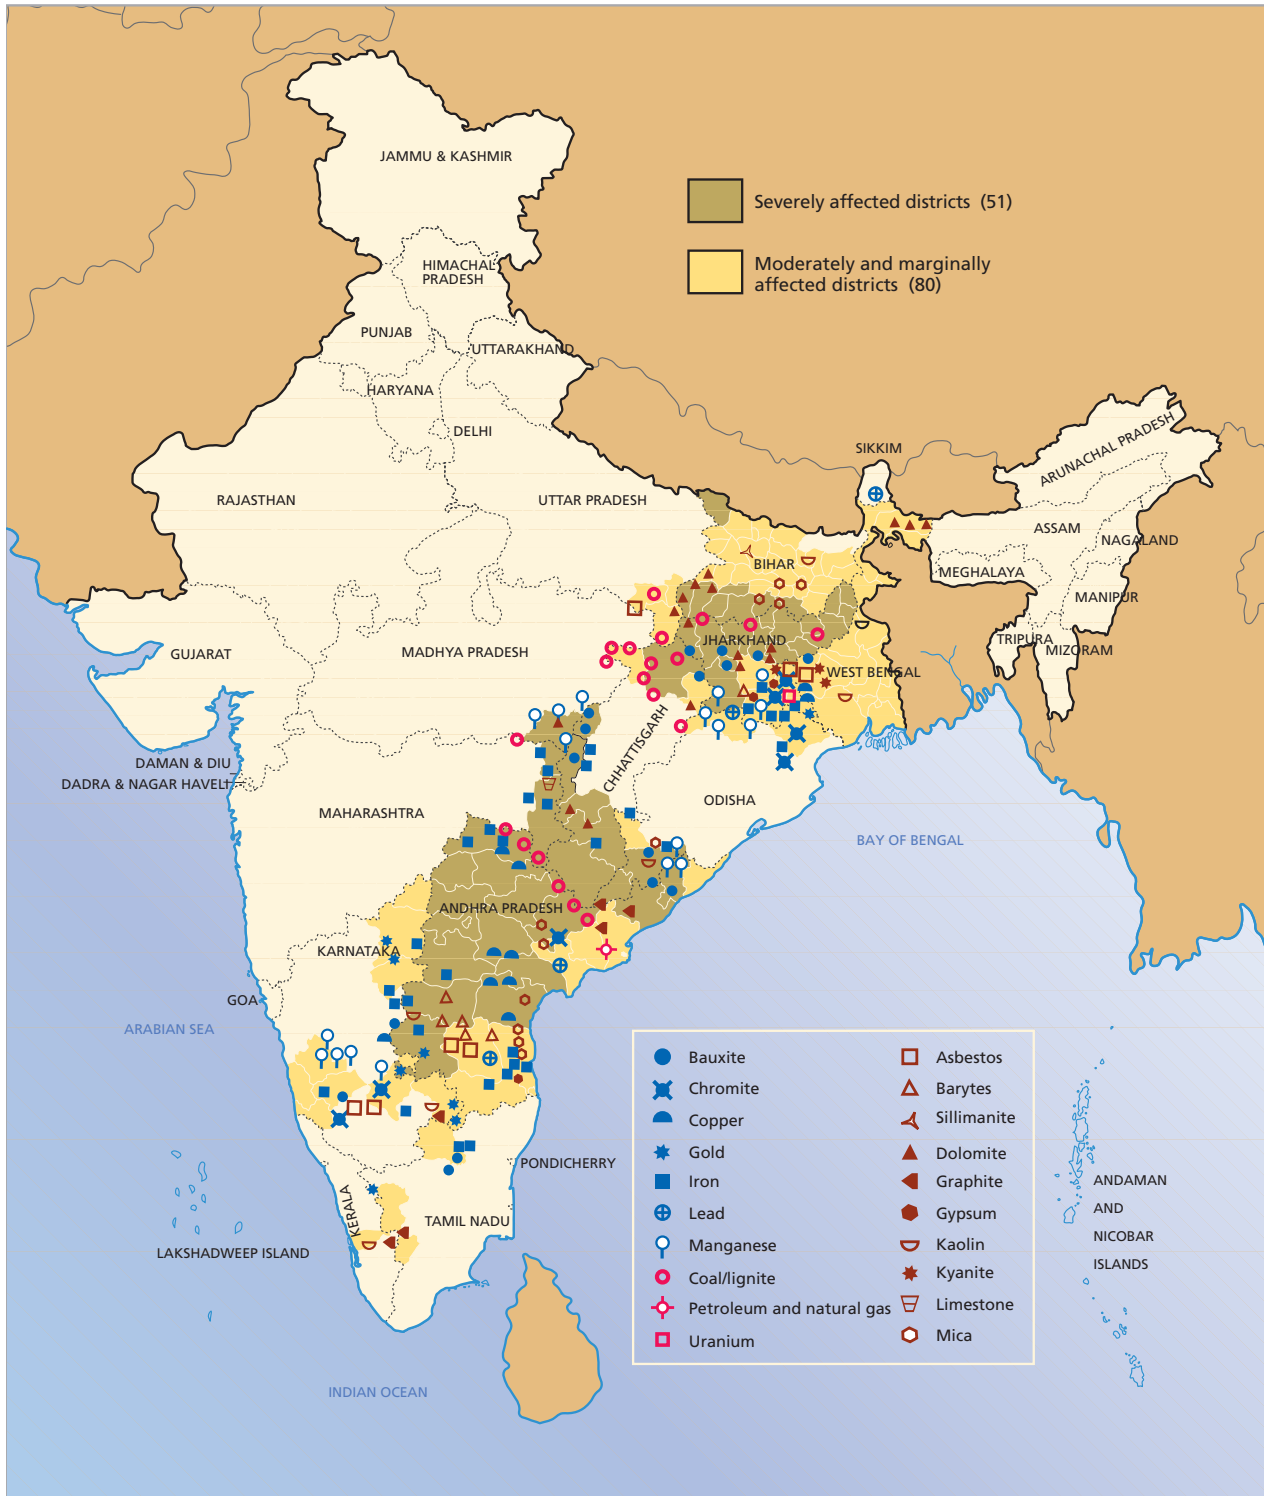 JAMMU & KASHMIR
Severely affected districts (51)
HIMACHAL
PRADESH
Moderately and marginally
affected districts (80)
PUNJAB
UTTARAKHAND
HARYANA
DELHI
SIKKIM
ARUNACHAL PRADESH
RAJASTHAN
UTTAR PRADESH
ASSAM
NAGALAND
BIHAR
MEGHALAYA
MANIPUR
GUJARAT
MADHYA PRADESH
JHARKHAND
TRIPURA
MIZORAM
WEST BENGAL
CHHATTISGARH
DAMAN & DIU
DADRA & NAGAR HAVELI
MAHARASHTRA
ODISHA
BAY OF BENGAL
ANDHRA PRADESH
KARNATAKA
GOA
ARABIAN SEA
Bauxite
Chromite
Copper
Gold
Iron
Lead
Manganese
Coal/lignite
Petroleum and natural gas
Uranium
Asbestos
Barytes
Sillimanite
Dolomite
Graphite
Gypsum
Kaolin
Kyanite
Limestone
Mica
PONDICHERRY
KERALA
TAMIL NADU
LAKSHADWEEP ISLAND
ANDAMAN
AND
NICOBAR
ISLANDS
INDIAN OCEAN